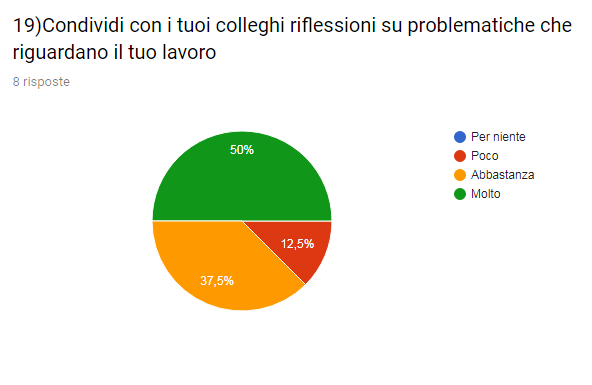 19)Condividi con i tuoi colleghi riflessioni su problematiche che
riguardano il tuo lavoro
8 risposte
50%
12,5%
37,5%
Per niente
Poco
Abbastanza
Molto